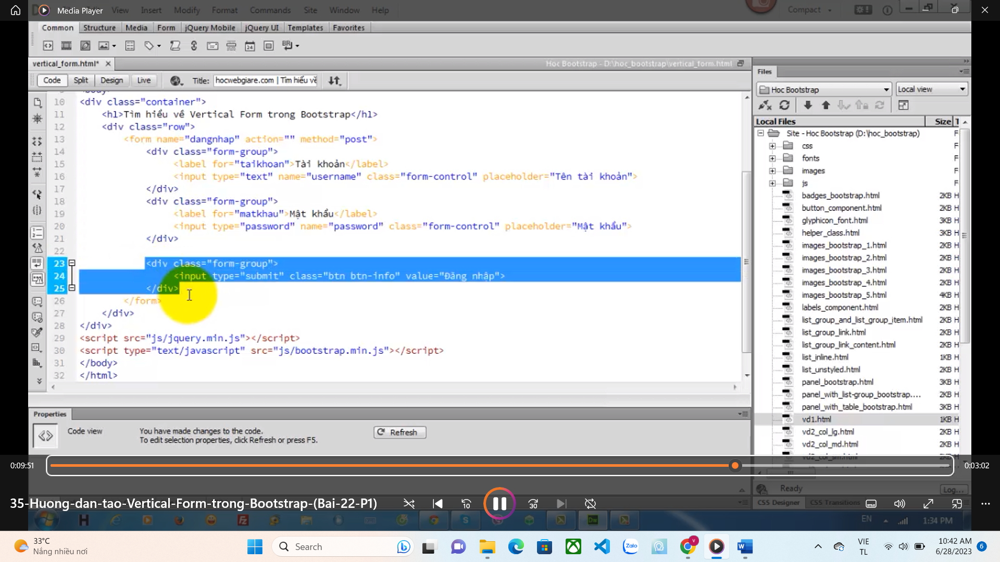 Media Player
View Insert Modify Format Commands Site Window Help
Compact
Common Structure Media Form jQuery Mobile jQuery UI Templates Favorites
vertical_form.html*
Hoc Bootstrap - D:\hoc_bootstrap\vertical_form.html
Code Split Design Live Title: hocwebgiare.com | Tìm hiểu về
10 <div class="container">
11 <h1>Tìm hiểu về Vertical Form trong Bootstrap</h1>
12 <div class="row">
13 <form name="dangnhap" action="" method="post">
14 <div class="form-group">
15 <label for="taikhoan">Tài khoản</label>
16 <input type="text" name="username" class="form-control" placeholder="Tên tài khoản">
17 </div>
18 <div class="form-group">
19 <label for="matkhau">Mật khẩu</label>
20 <input type="password" name="password" class="form-control" placeholder="Mật khẩu">
21 </div>
22
23 <div class="form-group">
24 <input type="submit" class="btn btn-info" value="Đăng nhập">
25 </div>
26 </form>
27 </div>
28 </div>
29 <script src="js/jquery.min.js"></script>
30 <script type="text/javascript" src="js/bootstrap.min.js"></script>
31 </body>
32 </html>
Files
Hoc Bootstrap Local view
Local Files Size T
Site - Hoc Bootstrap (D:\hoc_bootstrap) F
css F
fonts F
images F
js F
badges_bootstrap.html 2KB H
button_component.html 2KB H
glyphicon_font.html 3KB H
helper_class.html 3KB H
images_bootstrap_1.html 2KB H
images_bootstrap_2.html 2KB H
images_bootstrap_3.html 2KB H
images_bootstrap_4.html 2KB H
images_bootstrap_5.html 4KB H
labels_component.html 2KB H
list_group_and_list_group_item.html 2KB H
list_group_link.html 2KB H
list_group_link_content.html 2KB H
list_inline.html 1KB H
list_unstyled.html 2KB H
panel_bootstrap.html 3KB H
panel_with_list-group_bootstrap.... 2KB H
panel_with_table_bootstrap.html 3KB H
vd1.html 1KB H
vd2_col_lg.html 2KB H
vd2_col_md.html 2KB H
vd2_col_sm.html 2KB H
Properties
Code view
You have made changes to the code.
To edit selection properties, click Refresh or press F5.
Refresh
0:09:51
0:03:02
Ready Log...
35-Huong-dan-tao-Vertical-Form-trong-Bootstrap-(Bai-22-P1)
10
30
CSS Designer CSS Transitions
EN 1:34 PM
33°C
Nắng nhiều nơi
Search
Zalo
VIE
TL
10:42 AM
6/28/2023
6